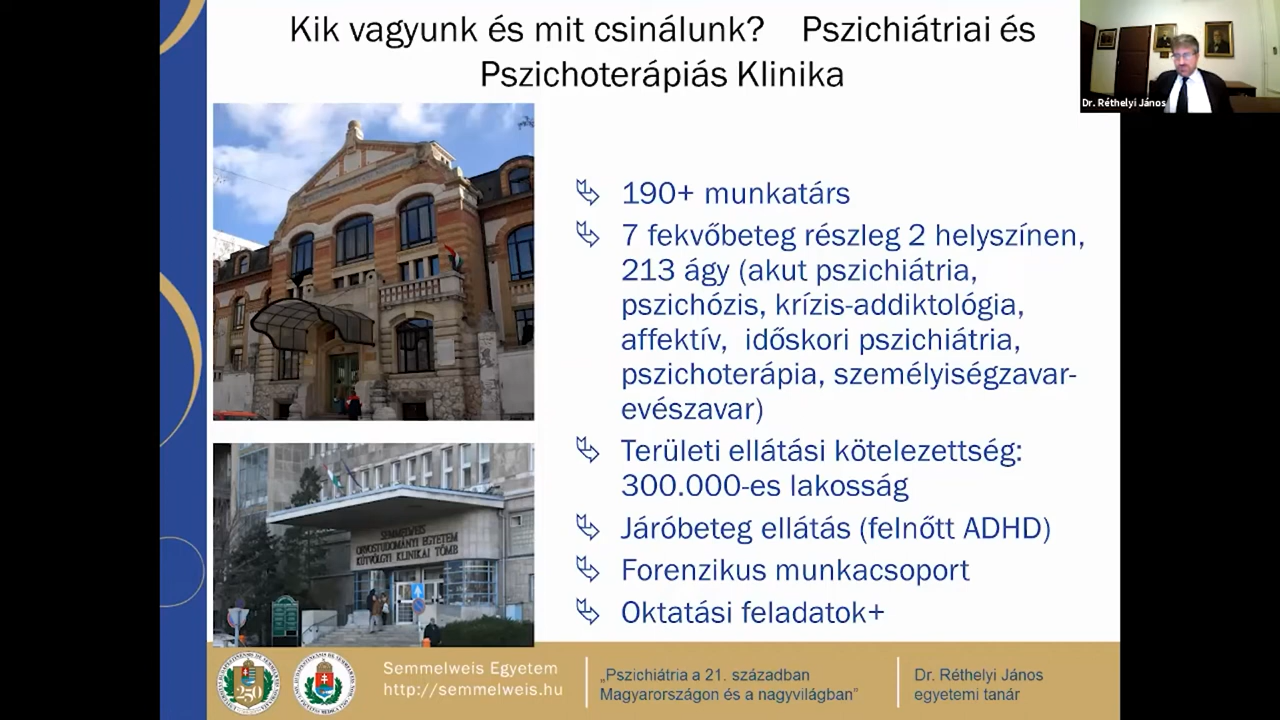 Kik vagyunk és mit csinálunk? Pszichiátriai és
Pszichoterápiás Klinika
Dr. Réthelyi János
190+ munkatárs
7 fekvőbeteg részleg 2 helyszínen,
213 ágy (akut pszichiátria,
pszichózis, krízis-addiktológia,
affektív, időskori pszichiátria,
pszichoterápia, személyiségzavar-
evészavar)
Területi ellátási kötelezettség:
300.000-es lakosság
Járóbeteg ellátás (felnőtt ADHD)
Forenzikus munkacsoport
Oktatási feladatok+
SEMMELWEIS
ORVOSTUDOMÁNYI EGYETEM
KÚTVÖLGYI KLINIKAI TÖMB
250
Semmelweis Egyetem
http://semmelweis.hu
„Pszichiátria a 21. században
Magyarországon és a nagyvilágban”
Dr. Réthelyi János
egyetemi tanár